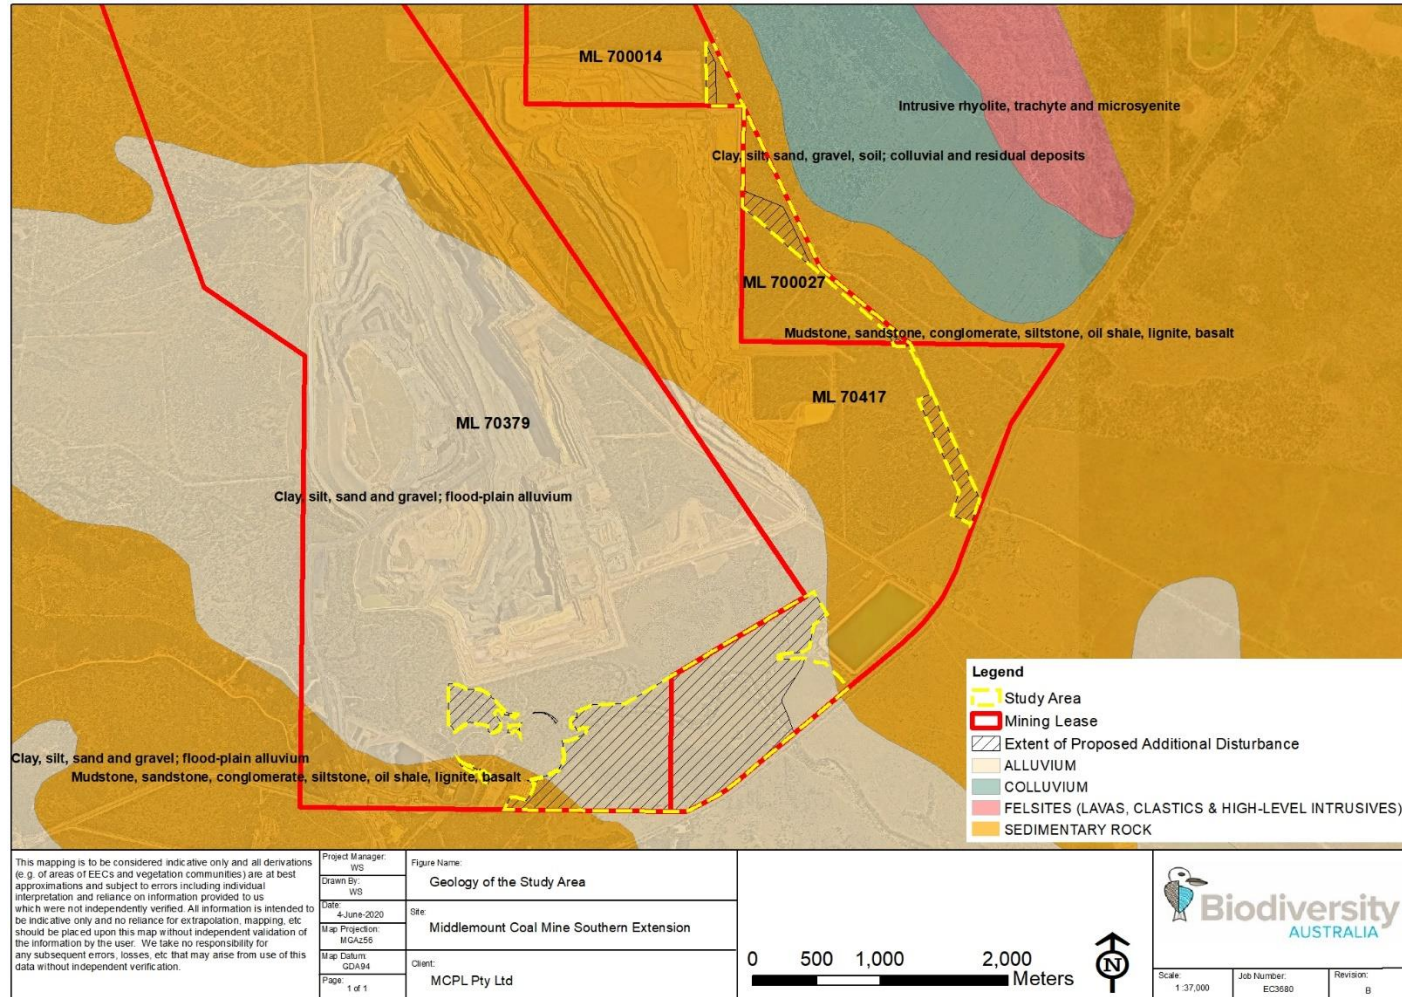 ML 700014
Intrusive rhyolite, trachyte and microsyenite
Clay, silt, sand, gravel, soil; colluvial and residual deposits
ML 700027
Mudstone, sandstone, conglomerate, siltstone, oil shale, lignite, basalt
ML 70417
ML 70379
Clay, silt, sand and gravel; flood-plain alluvium
Clay, silt, sand and gravel; flood-plain alluvium
Mudstone, sandstone, conglomerate, siltstone, oil shale, lignite, basalt
Legend
Study Area
Mining Lease
Extent of Proposed Additional Disturbance
ALLUVIUM
COLLUVIUM
FELSITES (LAVAS, CLASTICS & HIGH-LEVEL INTRUSIVES)
SEDIMENTARY ROCK
This mapping is to be considered indicative only and all derivations
(e.g. of areas of EECs and vegetation communities) are at best
approximations and subject to errors including individual
interpretation and reliance on information provided to us
which were not independently verified. All information is intended to
be indicative only and no reliance for extrapolation, mapping, etc
should be placed upon this map without independent validation of
the information by the user. We take no responsibility for
any subsequent errors, losses, etc that may arise from use of this
data without independent verification.
Project Manager:
WS
Drawn By:
WS
Date:
4-June-2020
Map Projection:
MGAz56
Map Datum:
GDA94
Page:
1 of 1
Figure Name:
Geology of the Study Area
Site:
Middlemount Coal Mine Southern Extension
Client:
MCPL Pty Ltd
0 500 1,000 2,000
Meters
N
Biodiversity
AUSTRALIA
Scale:
1:37,000
Job Number:
EC3680
Revision:
B